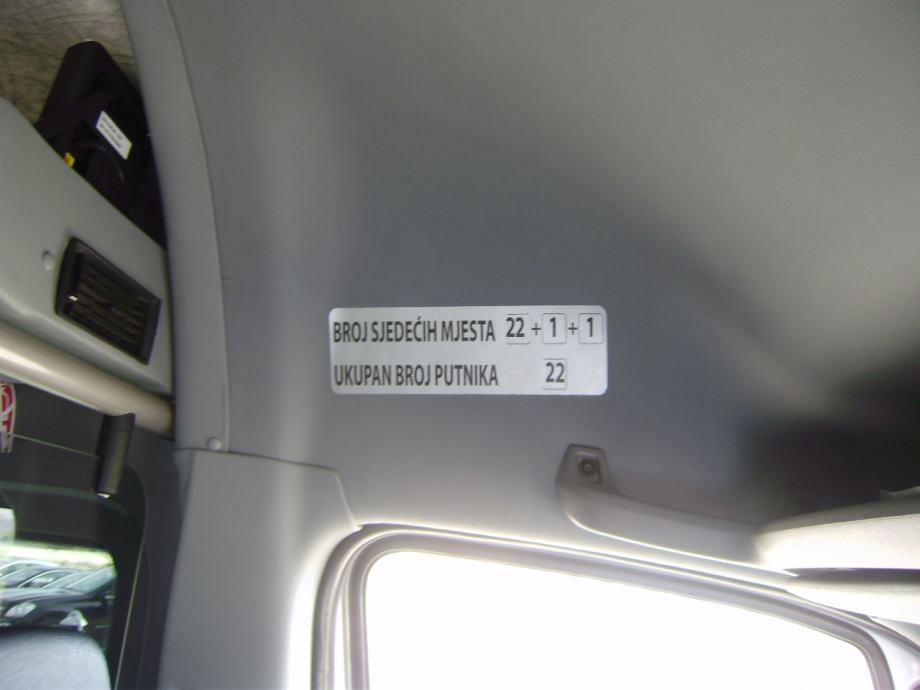 BROJ SJEDEĆIH MJESTA 22 + 1 + 1
UKUPAN BROJ PUTNIKA 22